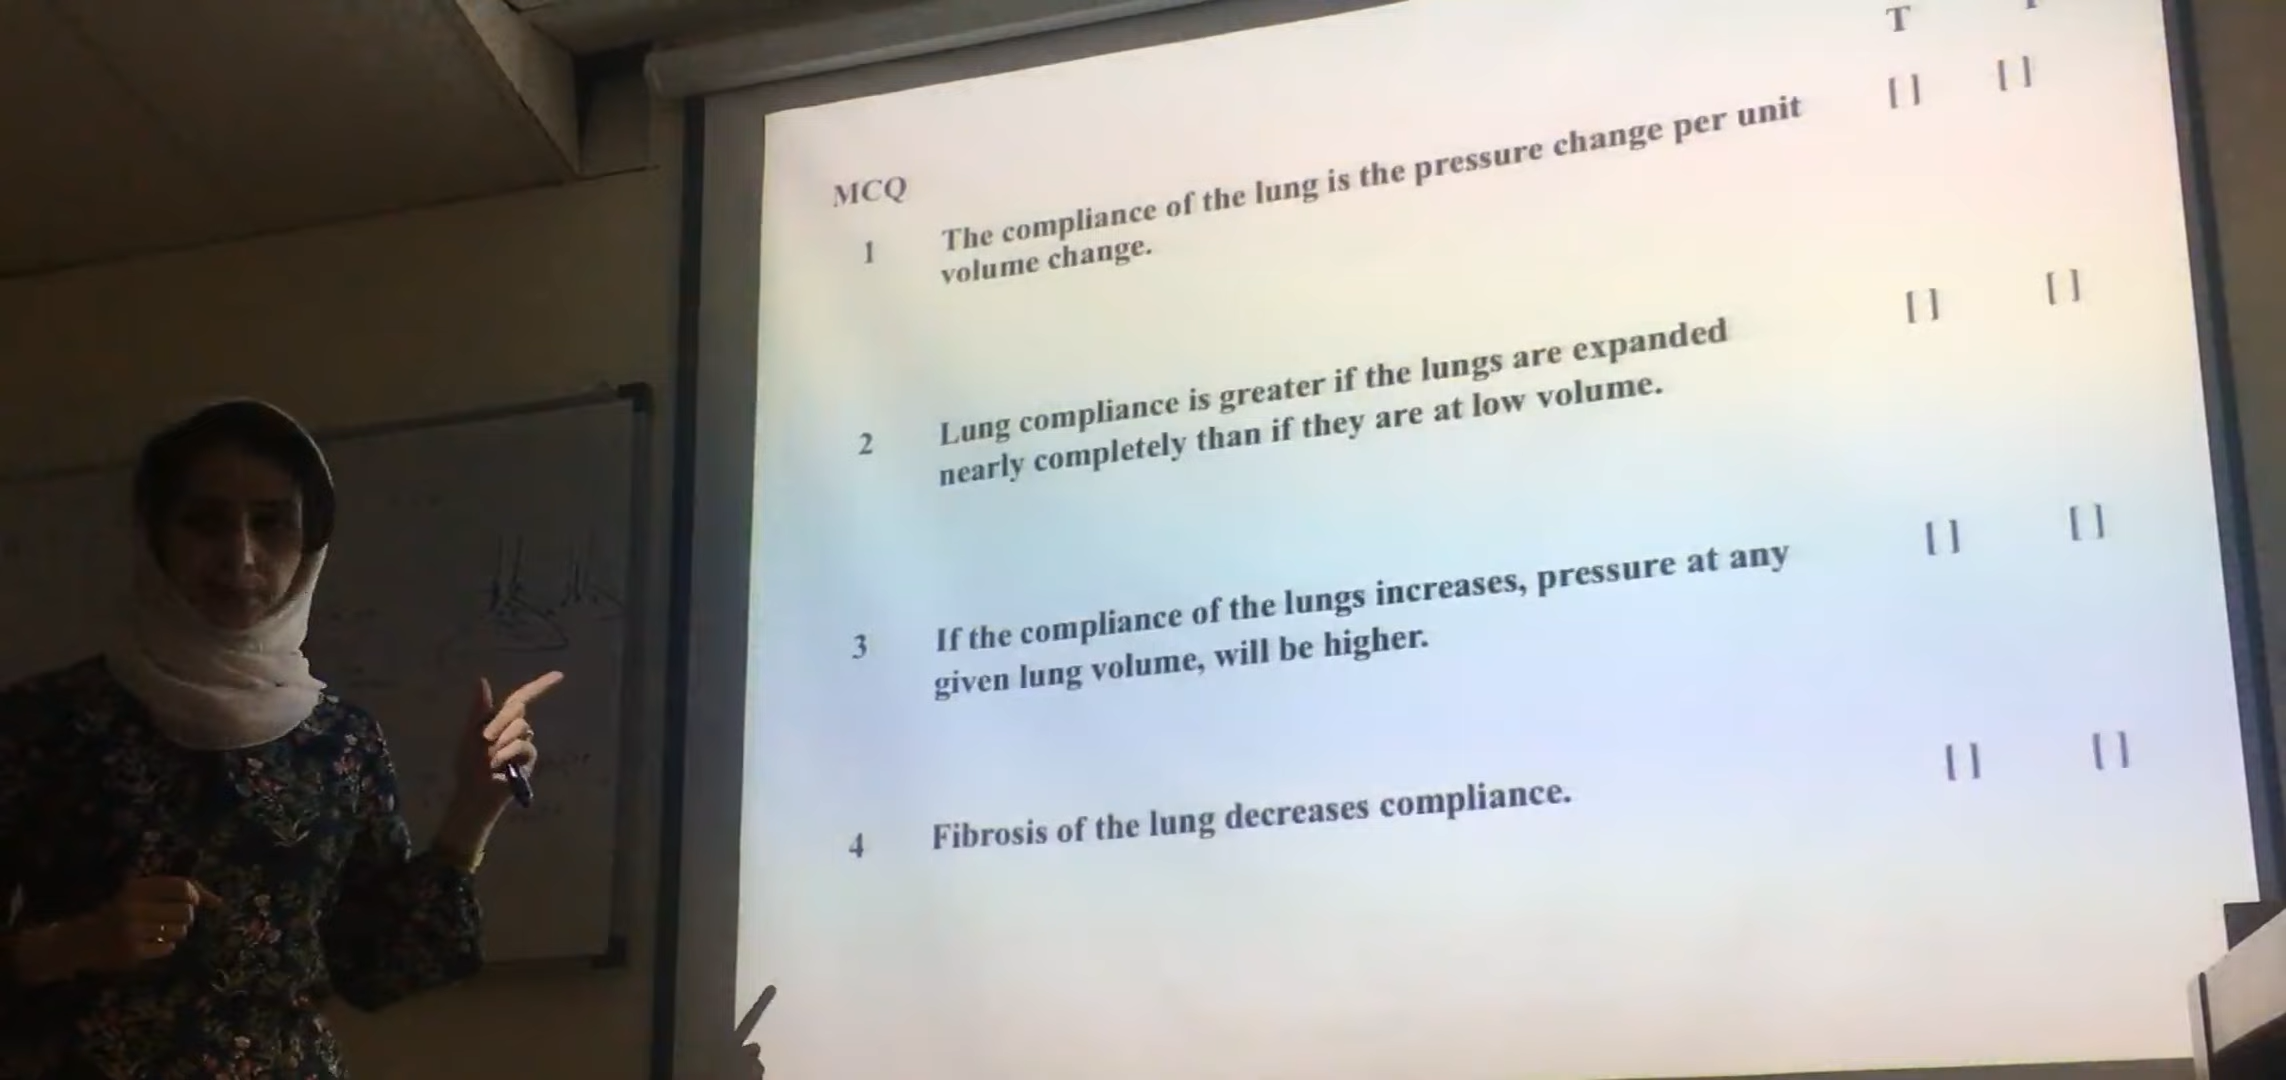 T
MCQ
1 The compliance of the lung is the pressure change per unit [ ] [ ]
volume change.
2 Lung compliance is greater if the lungs are expanded [ ] [ ]
nearly completely than if they are at low volume.
3 If the compliance of the lungs increases, pressure at any [ ] [ ]
given lung volume, will be higher.
4 Fibrosis of the lung decreases compliance. [ ] [ ]